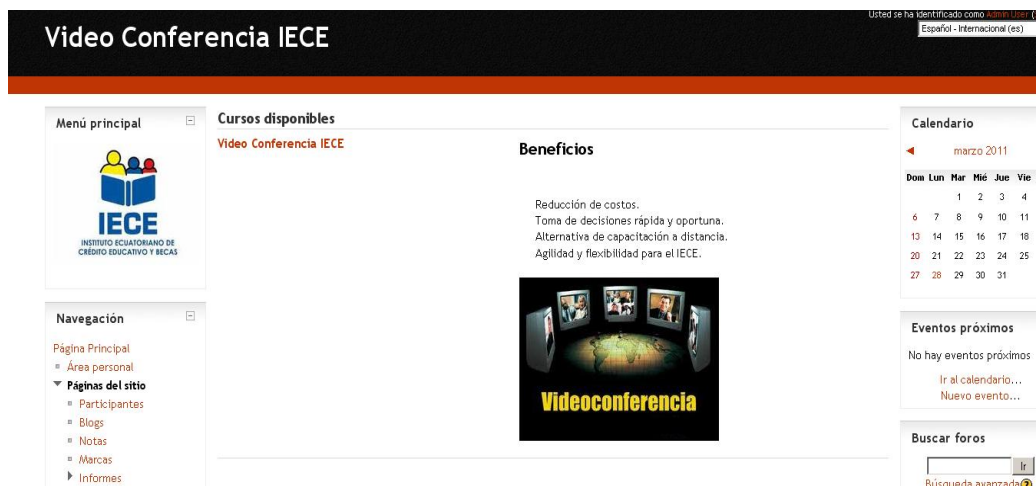 Usted se ha identificado como Admin User (
Video Conferencia IECE
Español - Internacional (es)
Menú principal
IECE
INSTITUTO ECUATORIANO DE
CRÉDITO EDUCATIVO Y BECAS
Navegación
Página Principal
Área personal
Páginas del sitio
Participantes
Blogs
Notas
Marcas
Informes
Cursos disponibles
Video Conferencia IECE
Beneficios
Reducción de costos.
Toma de decisiones rápida y oportuna.
Alternativa de capacitación a distancia.
Agilidad y flexibilidad para el IECE.
Videoconferencia
Calendario
marzo 2011
Dom Lun Mar Mié Jue Vie
1 2 3 4
6 7 8 9 10 11
13 14 15 16 17 18
20 21 22 23 24 25
27 28 29 30 31
Eventos próximos
No hay eventos próximos
Ir al calendario...
Nuevo evento...
Buscar foros
Ir
Búsqueda avanzada